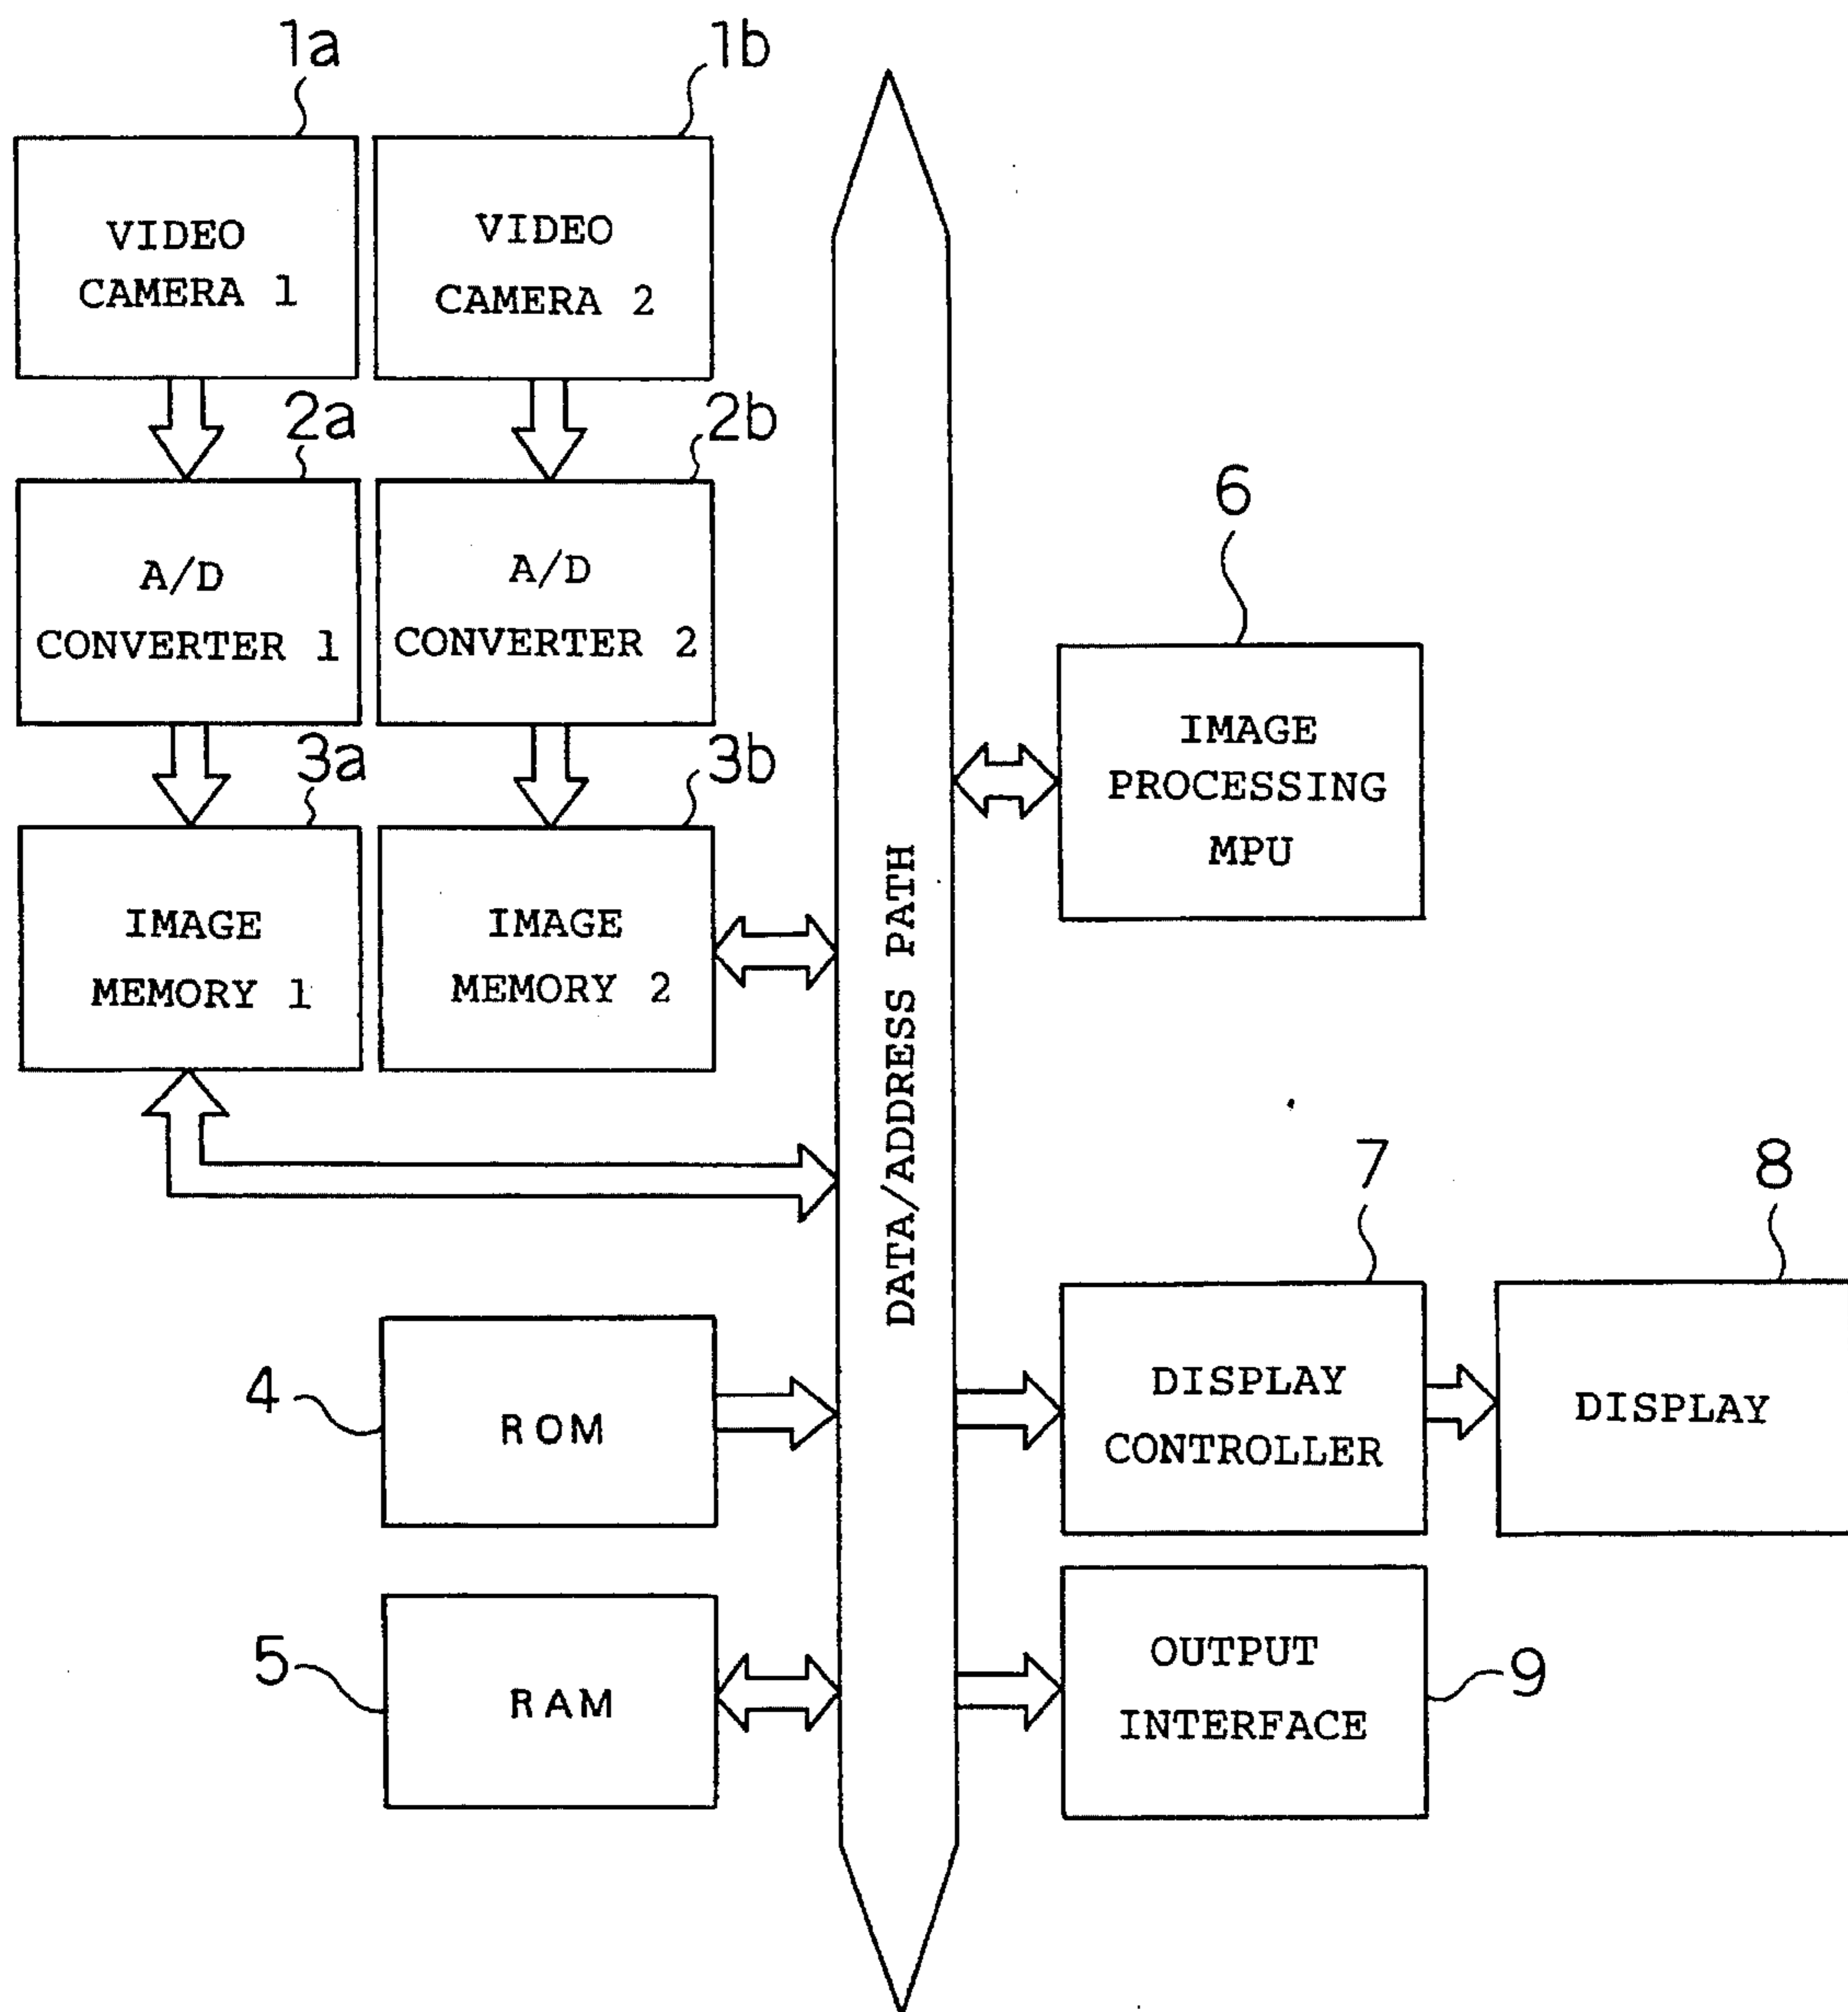 1a
1b
VIDEO
CAMERA 1
VIDEO
CAMERA 2
2a
2b
A/D
CONVERTER 1
A/D
CONVERTER 2
3a
3b
IMAGE
MEMORY 1
IMAGE
MEMORY 2
DATA/ADDRESS PATH
6
IMAGE
PROCESSING
MPU
4
ROM
5
RAM
7
DISPLAY
CONTROLLER
8
DISPLAY
OUTPUT
INTERFACE
9